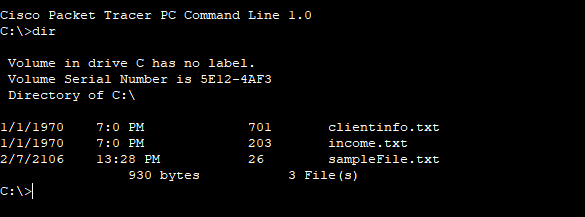 Cisco Packet Tracer PC Command Line 1.0
C:\>dir
Volume in drive C has no label.
Volume Serial Number is 5E12-4AF3
Directory of C:\
1/1/1970 7:0 PM 701 clientinfo.txt
1/1/1970 7:0 PM 203 income.txt
2/7/2106 13:28 PM 26 sampleFile.txt
930 bytes 3 File(s)
C:\>